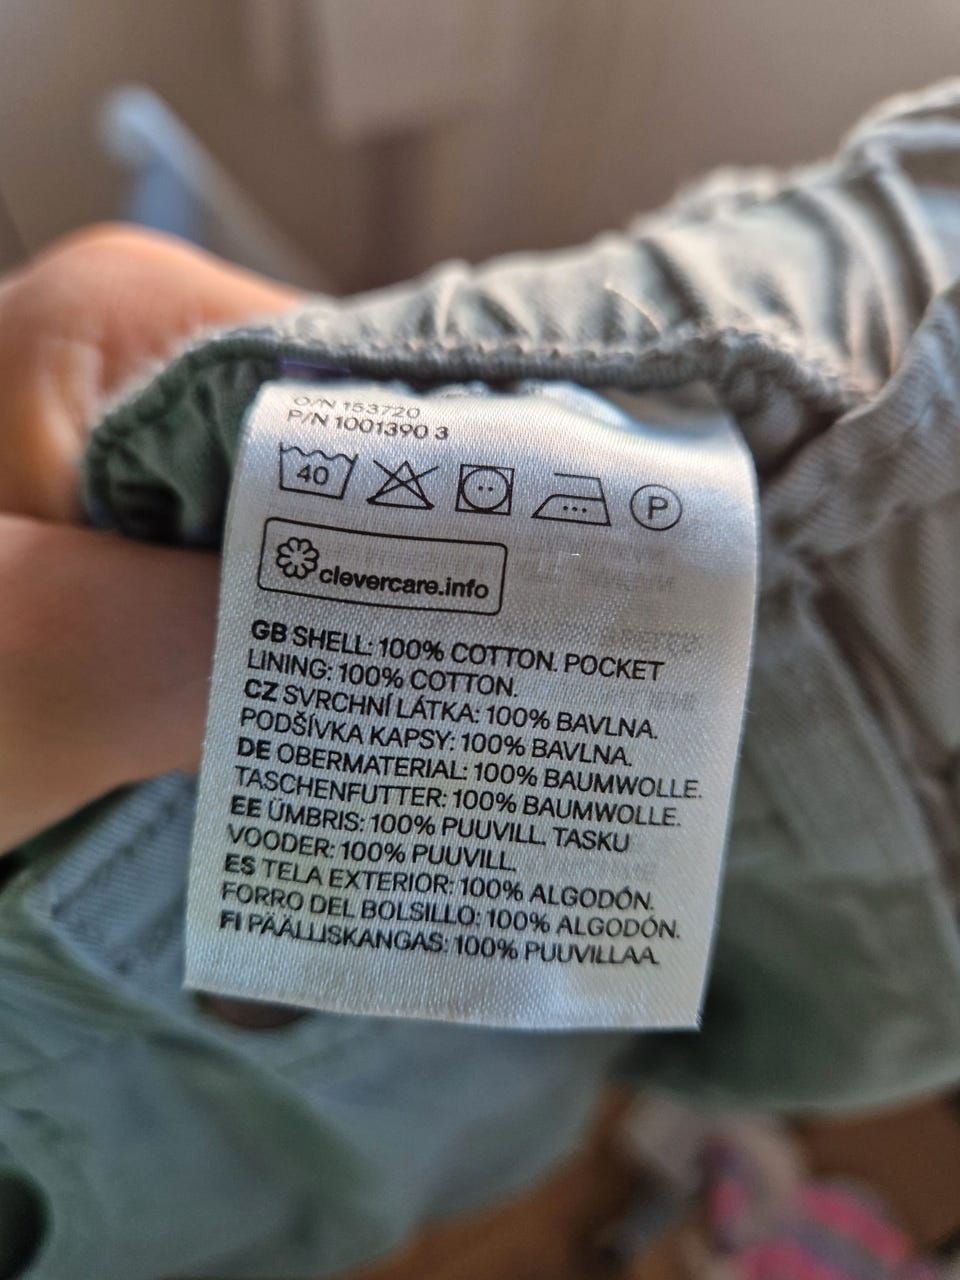 O/N 153720
P/N 1001390 3
40
P
clevercare.info
GB SHELL: 100% COTTON. POCKET
LINING: 100% COTTON.
CZ SVRCHNÍ LÁTKA: 100% BAVLNA.
PODŠÍVKA KAPSY: 100% BAVLNA.
DE OBERMATERIAL: 100% BAUMWOLLE.
TASCHENFUTTER: 100% BAUMWOLLE.
EE ÜMBRIS: 100% PUUVILL. TASKU
VOODER: 100% PUUVILL.
ES TELA EXTERIOR: 100% ALGODÓN.
FORRO DEL BOLSILLO: 100% ALGODÓN.
FI PÄÄLLISKANGAS: 100% PUUVILLAA.